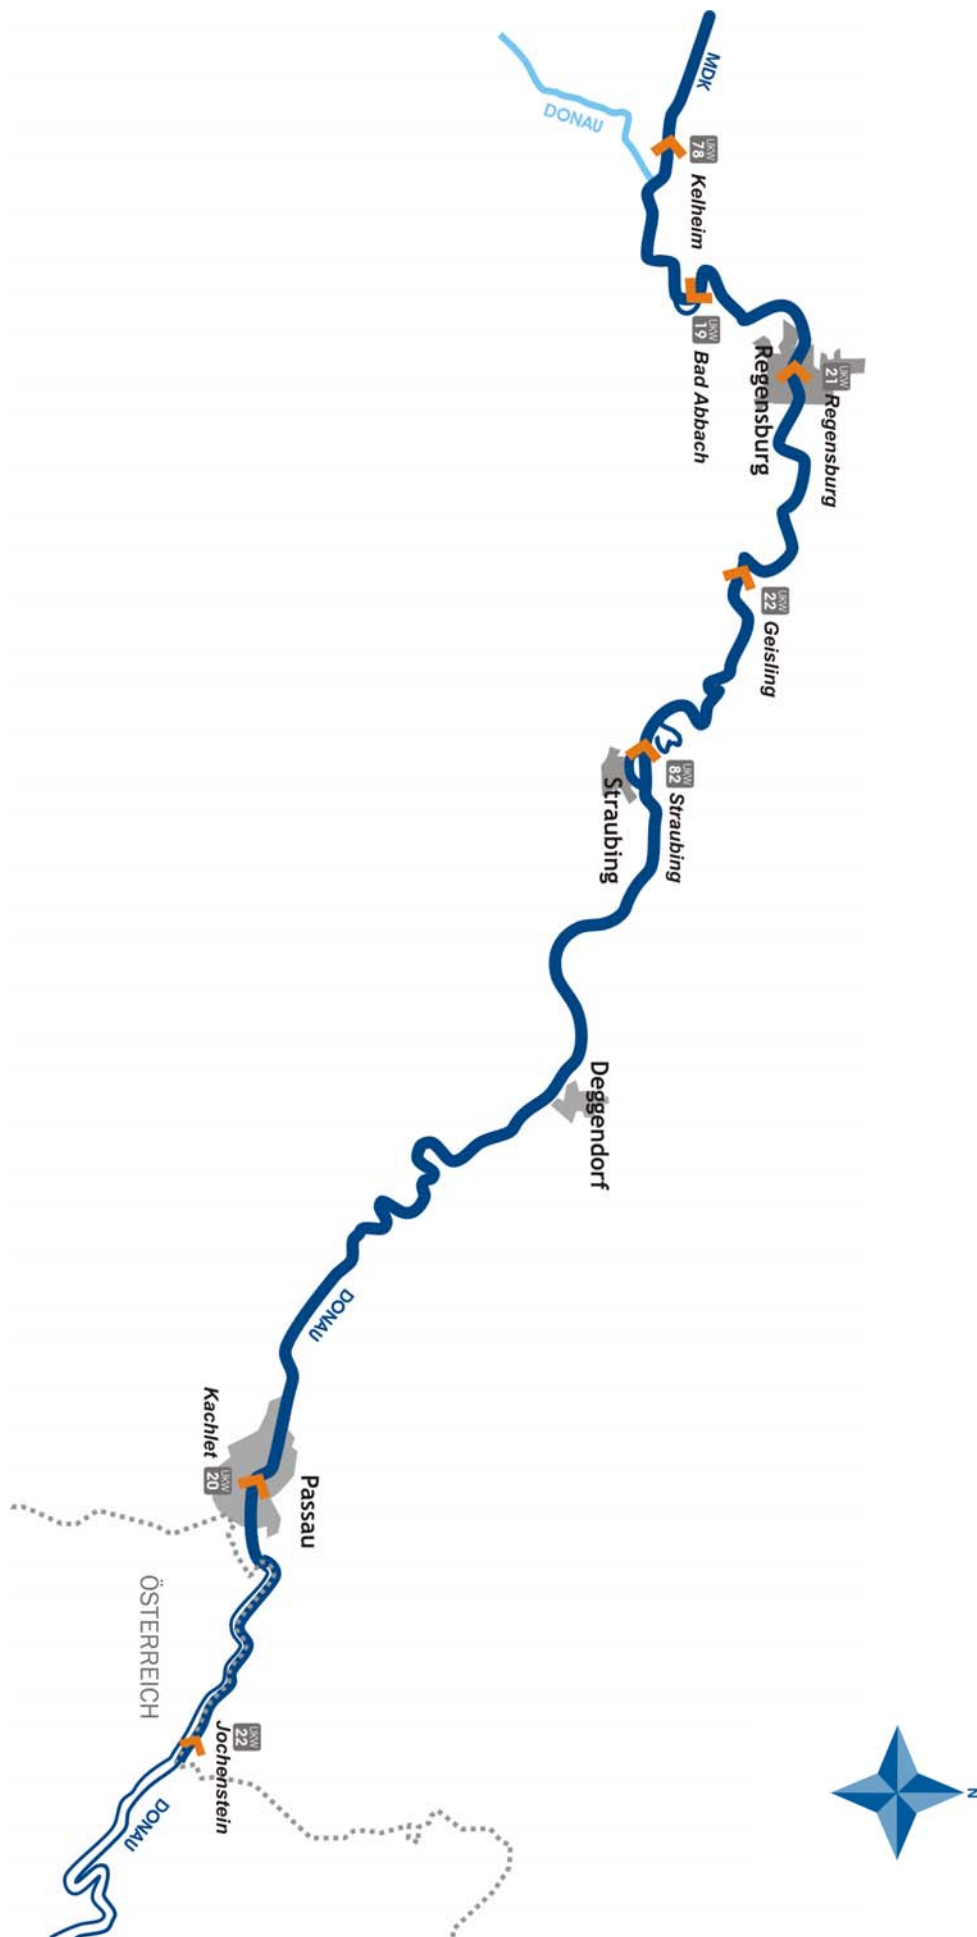 MDK
DONAU
UKW
78
Kelheim
UKW
19
Bad Abbach
Regensburg
UKW
21
Regensburg
UKW
22
Geisling
UKW
82
Straubing
Straubing
Deggendorf
DONAU
Kachlet
UKW
20
Passau
ÖSTERREICH
UKW
22
Jochenstein
DONAU
N